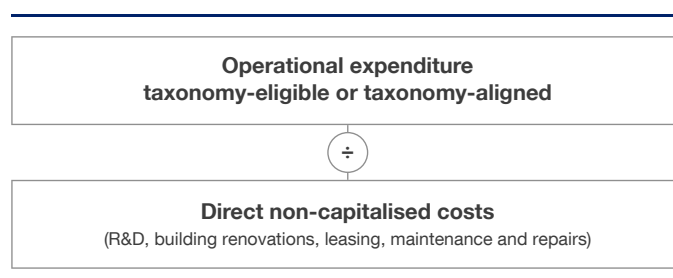 Operational expenditure
taxonomy-eligible or taxonomy-aligned
÷
Direct non-capitalised costs
(R&D, building renovations, leasing, maintenance and repairs)